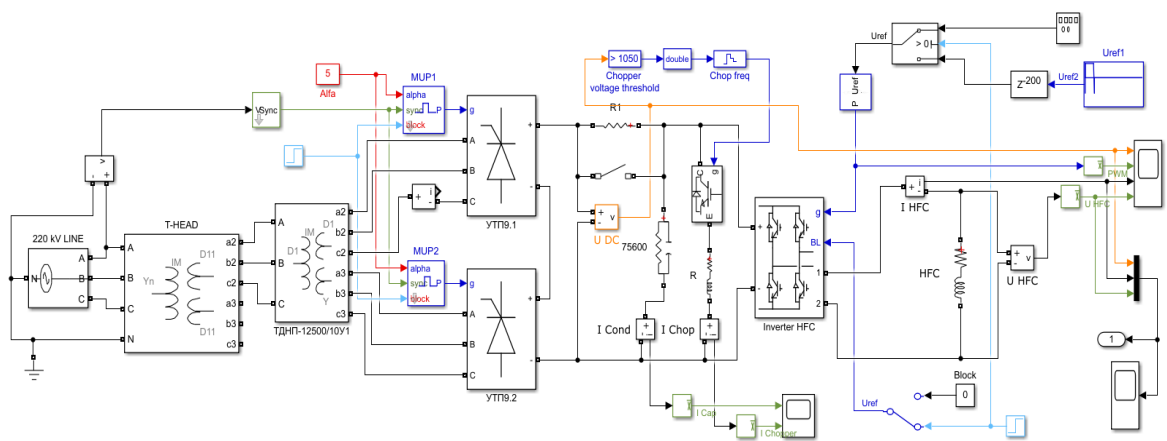 5
Alfa
MUP1
alpha
sync
block
P
g
VSync
> 1050
Chopper
voltage threshold
double
Chop freq
Uref
> 0
Uref1
Uref2
Z-200
P Uref
R1
PWM
U HFC
> 
- +
A
B
C
+
-
УТП9.1
i
+
-
T-HEAD
220 kV LINE
N
A
B
C
A
B
C
N
Yn
IM
D11
D11
a2
b2
c2
a3
b3
c3
A
B
C
D1
IM
D1
Y
a2
b2
c2
a3
b3
c3
ТДНП-12500/10У1
MUP2
alpha
sync
block
P
g
A
B
C
+
-
УТП9.2
+
-
v
U DC
75600
C
g
E
R
I Cond
I Chop
+
-
i
+
-
i
I Cap
I Chopper
g
BL
+
-
1
2
Inverter HFC
+
-
i
I HFC
HFC
+
-
v
U HFC
1
Block
0
Uref